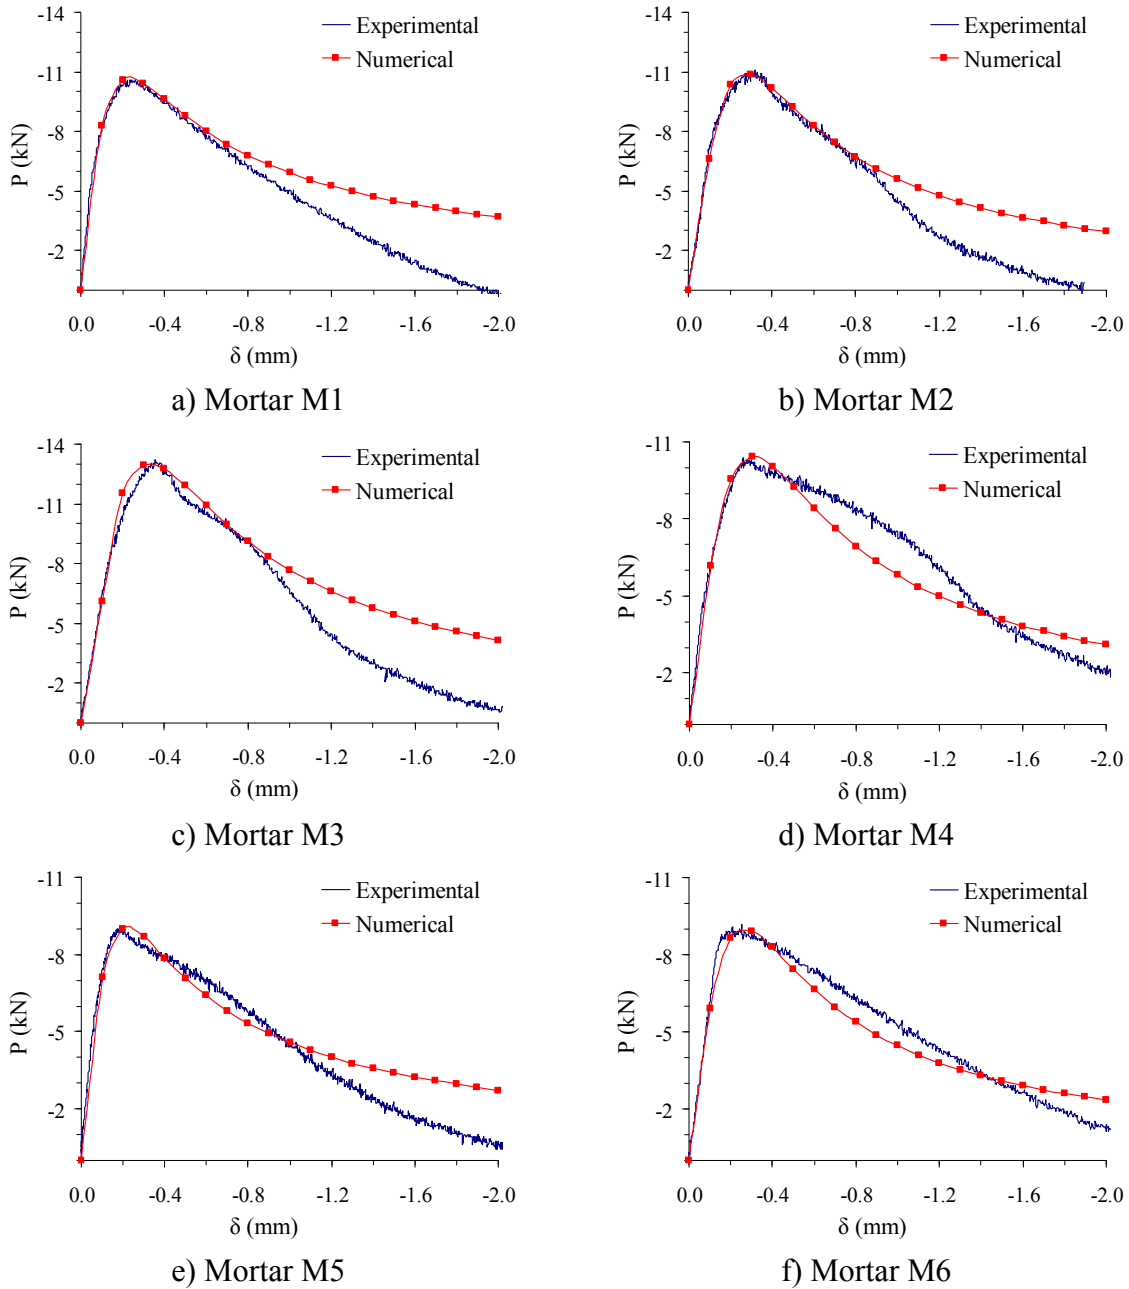 -14
-11
-8
-5
-2
P (kN)
Experimental
Numerical
0.0 -0.4 -0.8 -1.2 -1.6 -2.0
δ (mm)
a) Mortar M1
-14
-11
-8
-5
-2
P (kN)
Experimental
Numerical
0.0 -0.4 -0.8 -1.2 -1.6 -2.0
δ (mm)
b) Mortar M2
-14
-11
-8
-5
-2
P (kN)
Experimental
Numerical
0.0 -0.4 -0.8 -1.2 -1.6 -2.0
δ (mm)
c) Mortar M3
-11
-8
-5
-2
P (kN)
Experimental
Numerical
0.0 -0.4 -0.8 -1.2 -1.6 -2.0
δ (mm)
d) Mortar M4
-11
-8
-5
-2
P (kN)
Experimental
Numerical
0.0 -0.4 -0.8 -1.2 -1.6 -2.0
δ (mm)
e) Mortar M5
-11
-8
-5
-2
P (kN)
Experimental
Numerical
0.0 -0.4 -0.8 -1.2 -1.6 -2.0
δ (mm)
f) Mortar M6